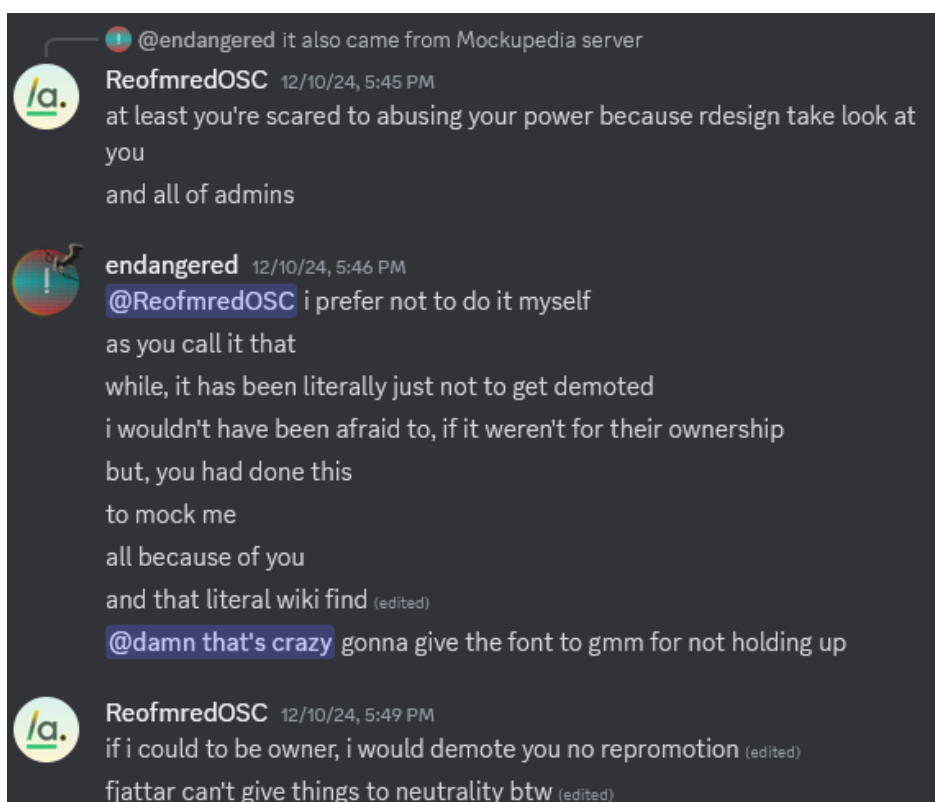 @endangered it also came from Mockupedia server
ReofmredOSC 12/10/24, 5:45 PM
/a.
at least you're scared to abusing your power because rdesign take look at
you
and all of admins
endangered 12/10/24, 5:46 PM
!
@ReofmredOSC i prefer not to do it myself
as you call it that
while, it has been literally just not to get demoted
i wouldn't have been afraid to, if it weren't for their ownership
but, you had done this
to mock me
all because of you
and that literal wiki find (edited)
@damn that's crazy gonna give the font to gmm for not holding up
ReofmredOSC 12/10/24, 5:49 PM
/a.
if i could to be owner, i would demote you no repromotion (edited)
fjattar can't give things to neutrality btw (edited)